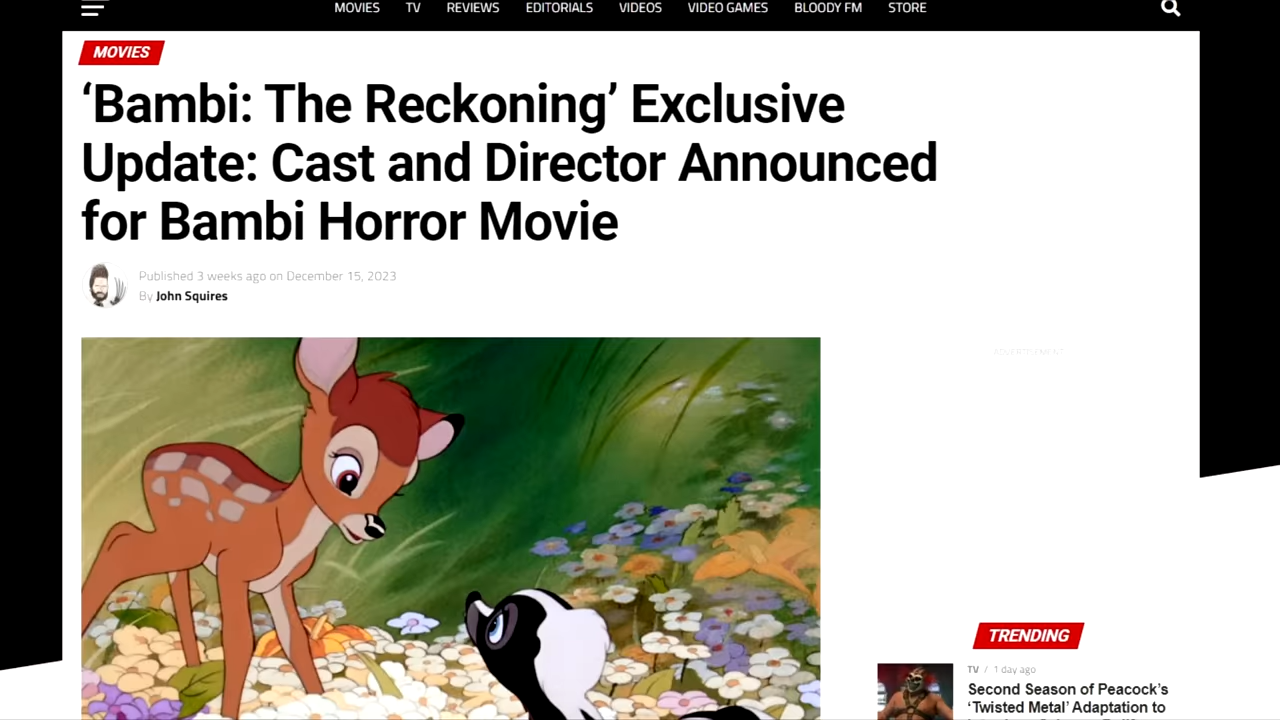 MOVIES TV REVIEWS EDITORIALS VIDEOS VIDEO GAMES BLOODY FM STORE
MOVIES
‘Bambi: The Reckoning’ Exclusive
Update: Cast and Director Announced
for Bambi Horror Movie
Published 3 weeks ago on December 15, 2023
By John Squires
ADVERTISEMENT
TRENDING
TV / 1 day ago
Second Season of Peacock’s
‘Twisted Metal’ Adaptation to